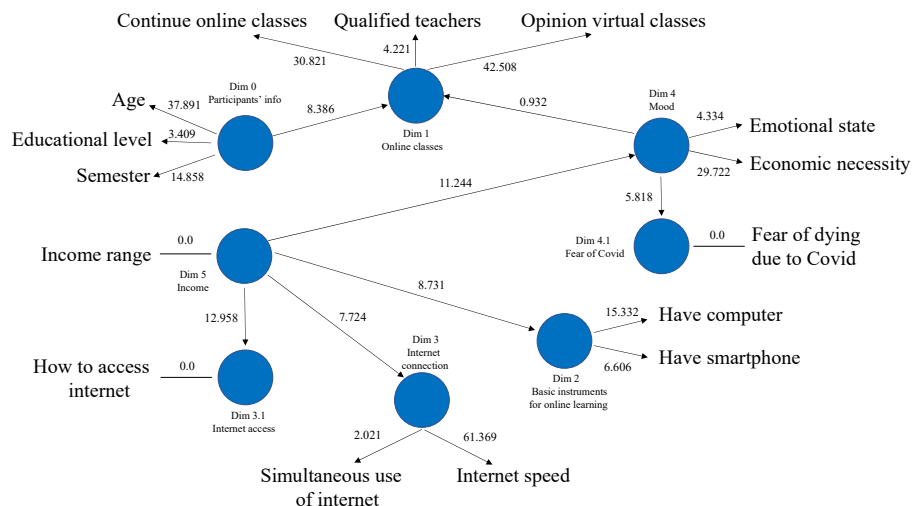 Continue online classes
Qualified teachers
Opinion virtual classes
4.221
30.821
42.508
Dim 0
Participants' info
Dim 4
Mood
Age
37.891
8.386
0.932
4.334
Emotional state
Educational level
3.409
Dim 1
Online classes
Semester
14.858
Economic necessity
29.722
11.244
5.818
Income range
0.0
Dim 5
Income
Dim 4.1
Fear of Covid
0.0
Fear of dying
due to Covid
8.731
12.958
7.724
15.332
Have computer
How to access
internet
0.0
Dim 3
Internet
connection
Have smartphone
6.606
Dim 2
Basic instruments
for online learning
Dim 3.1
Internet access
2.021
61.369
Simultaneous use
of internet
Internet speed